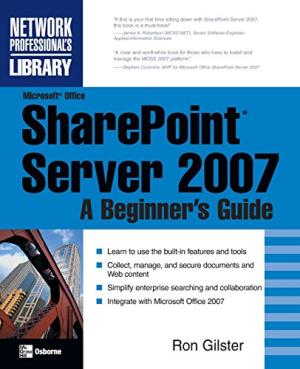 NETWORK
PROFESSIONAL'S
LIBRARY
"If this is your first time sitting down with SharePoint Server 2007,
this book is a must-have."
—James A. Robertson (MCSD.NET), Senior Software Engineer,
Applied Information Sciences
"A clear and worthwhile book for those who have to install and
manage the MOSS 2007 platform."
—Stephen Cummins, MVP for Microsoft Office SharePoint Server 2007
Microsoft® Office
SharePoint®
Server 2007
A Beginner's Guide
Learn to use the built-in features and tools
Collect, manage, and secure documents and
Web content
Simplify enterprise searching and collaboration
Integrate with Microsoft Office 2007
Mc
Graw
Hill
Osborne
Ron Gilster